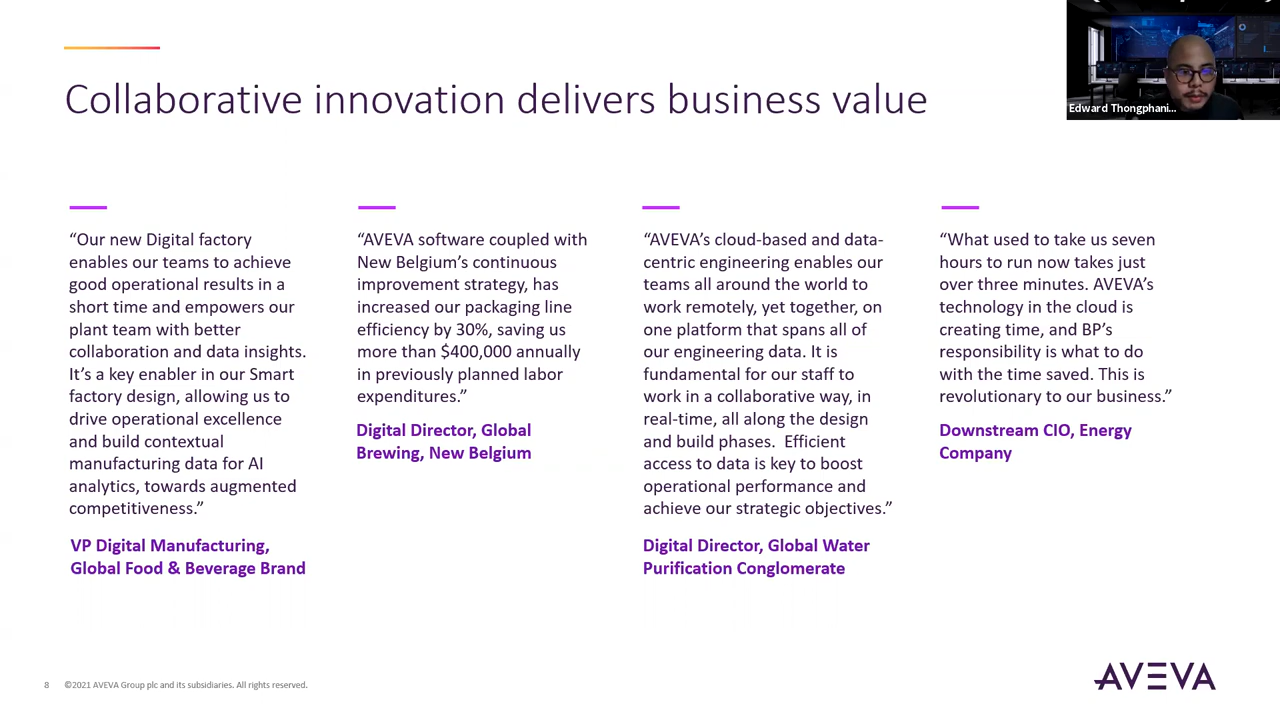 Collaborative innovation delivers business value
Edward Thongphani...
“Our new Digital factory
enables our teams to achieve
good operational results in a
short time and empowers our
plant team with better
collaboration and data insights.
It’s a key enabler in our Smart
factory design, allowing us to
drive operational excellence
and build contextual
manufacturing data for AI
analytics, towards augmented
competitiveness.”
VP Digital Manufacturing,
Global Food & Beverage Brand
“AVEVA software coupled with
New Belgium’s continuous
improvement strategy, has
increased our packaging line
efficiency by 30%, saving us
more than $400,000 annually
in previously planned labor
expenditures.”
Digital Director, Global
Brewing, New Belgium
“AVEVA’s cloud-based and data-
centric engineering enables our
teams all around the world to
work remotely, yet together, on
one platform that spans all of
our engineering data. It is
fundamental for our staff to
work in a collaborative way, in
real-time, all along the design
and build phases.  Efficient
access to data is key to boost
operational performance and
achieve our strategic objectives.”
Digital Director, Global Water
Purification Conglomerate
“What used to take us seven
hours to run now takes just
over three minutes. AVEVA’s
technology in the cloud is
creating time, and BP’s
responsibility is what to do
with the time saved. This is
revolutionary to our business.”
Downstream CIO, Energy
Company
8 ©2021 AVEVA Group plc and its subsidiaries. All rights reserved.
AVEVA